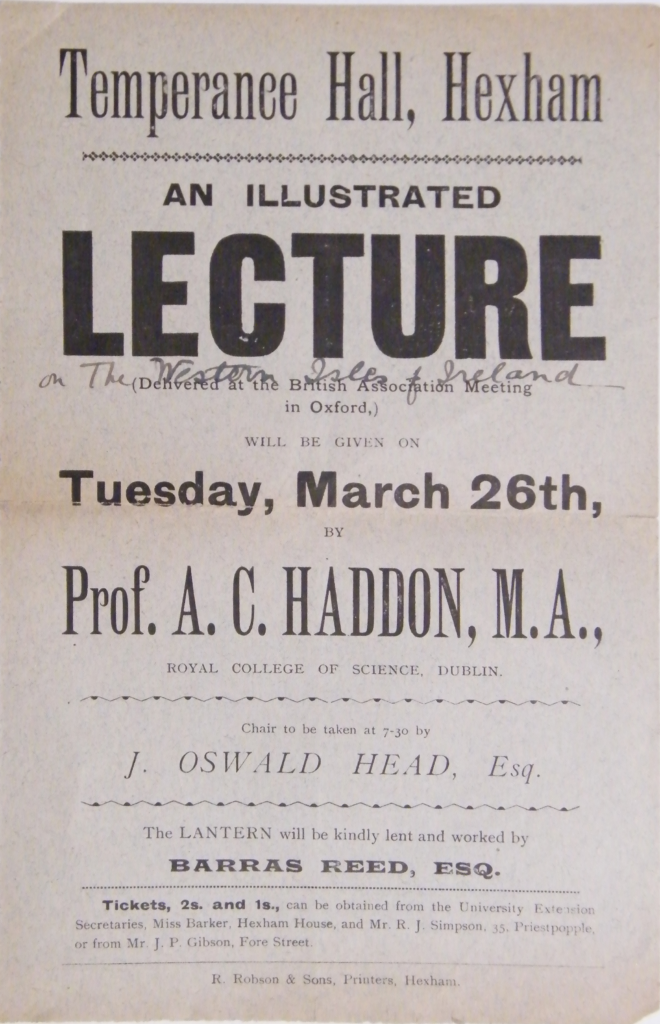 Temperance Hall, Hexham
AN ILLUSTRATED
LECTURE
on The Western Isles of Ireland
(Delivered at the British Association Meeting
in Oxford,)
WILL BE GIVEN ON
Tuesday, March 26th,
BY
Prof. A. C. HADDON, M.A.,
ROYAL COLLEGE OF SCIENCE, DUBLIN.
Chair to be taken at 7-30 by
J. OSWALD HEAD, Esq.
The LANTERN will be kindly lent and worked by
BARRAS REED, ESQ.
Tickets, 2s. and 1s., can be obtained from the University Extension
Secretaries, Miss Barker, Hexham House, and Mr. R. J. Simpson, 35, Priestpopple,
or from Mr. J. P. Gibson, Fore Street.
R. Robson & Sons, Printers, Hexham.